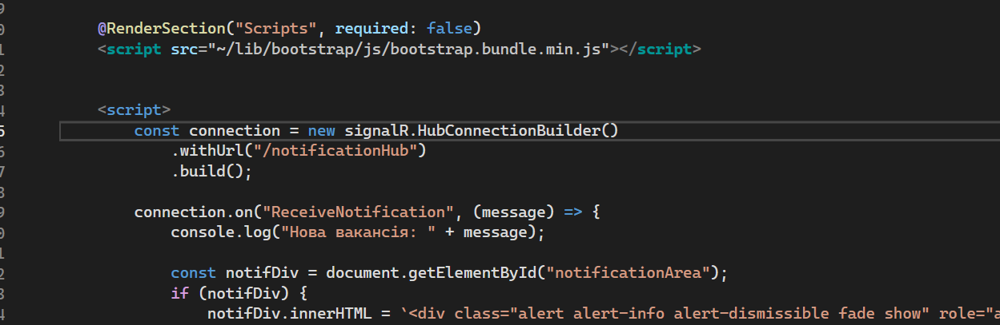 @RenderSection("Scripts", required: false)
<script src="~/lib/bootstrap/js/bootstrap.bundle.min.js"></script>
<script>
const connection = new signalR.HubConnectionBuilder()
.withUrl("/notificationHub")
.build();
connection.on("ReceiveNotification", (message) => {
console.log("Нова вакансія: " + message);
const notifDiv = document.getElementById("notificationArea");
if (notifDiv) {
notifDiv.innerHTML = `<div class="alert alert-info alert-dismissible fade show" role="a